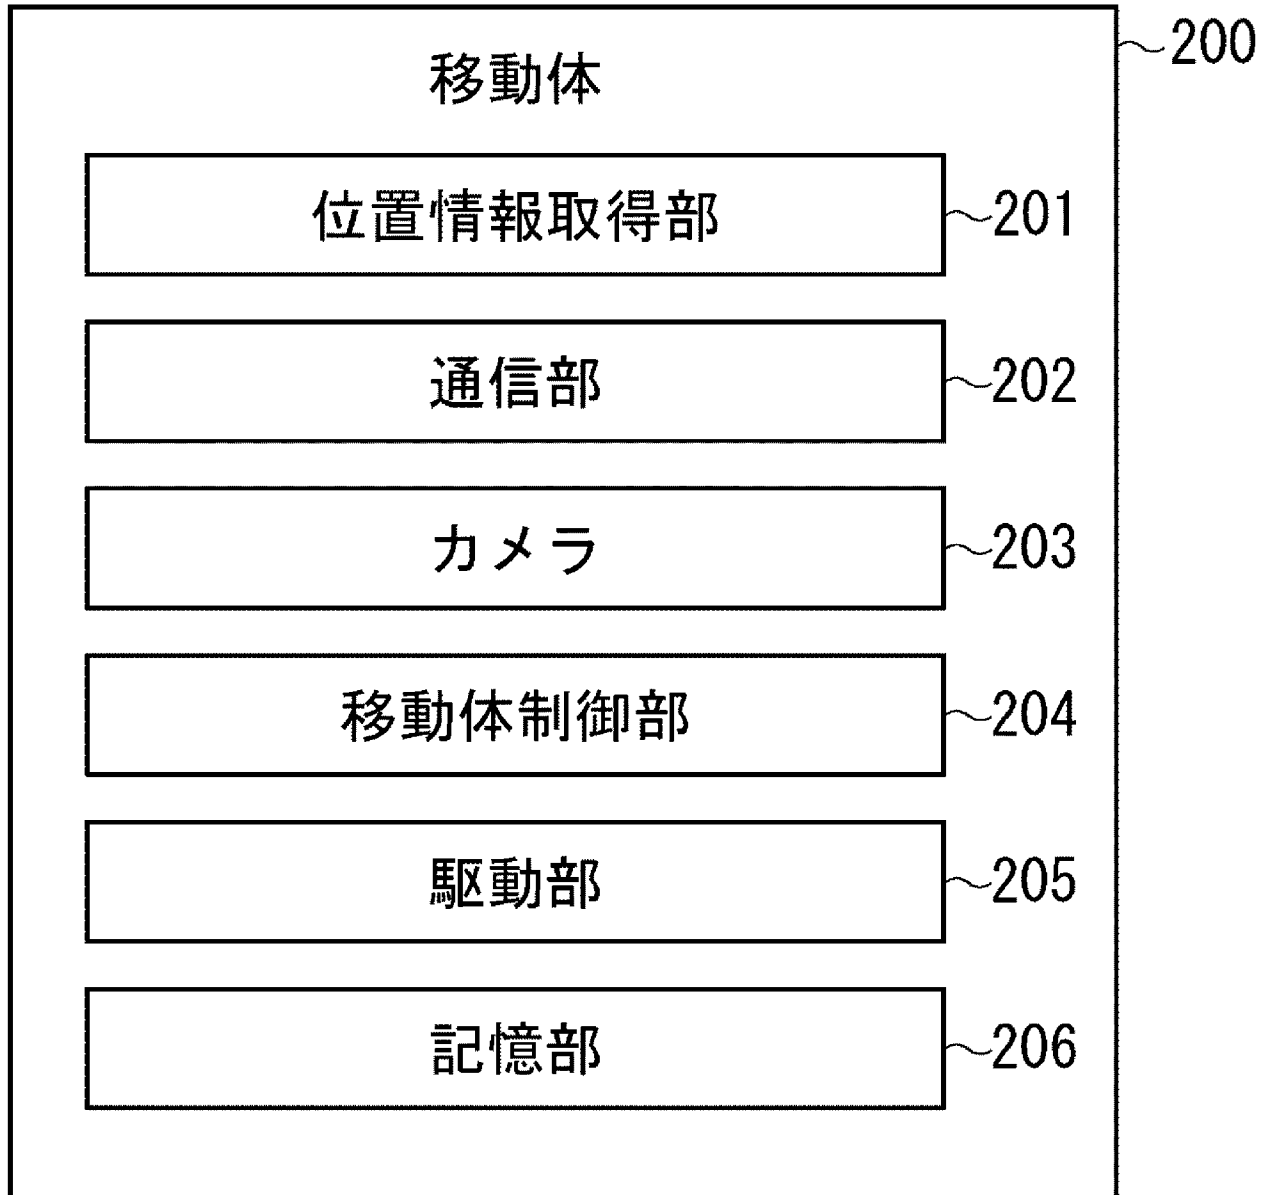 移動体 200
位置情報取得部 201
通信部 202
カメラ 203
移動体制御部 204
駆動部 205
記憶部 206